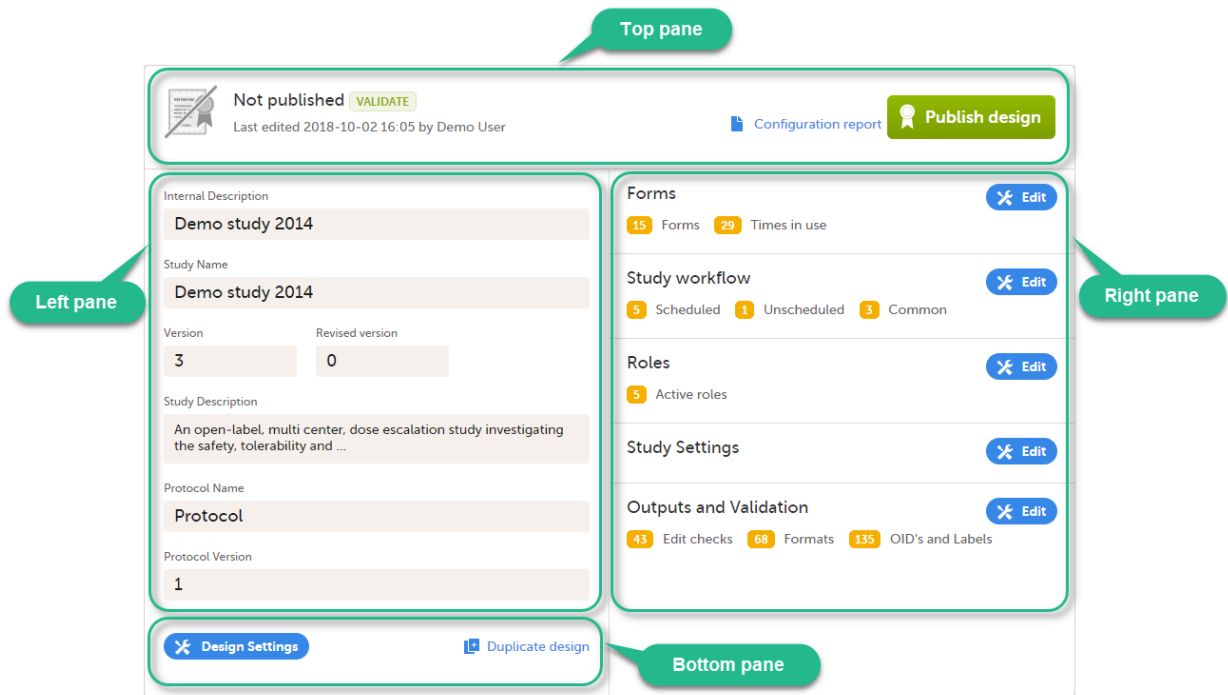 Top pane
Not published VALIDATE
Last edited 2018-10-02 16:05 by Demo User
Configuration report
Publish design
Left pane
Internal Description
Demo study 2014
Study Name
Demo study 2014
Version Revised version
3 0
Study Description
An open-label, multi center, dose escalation study investigating
the safety, tolerability and ...
Protocol Name
Protocol
Protocol Version
1
Right pane
Forms Edit
15 Forms 29 Times in use
Study workflow Edit
5 Scheduled 1 Unscheduled 3 Common
Roles Edit
5 Active roles
Study Settings Edit
Outputs and Validation Edit
43 Edit checks 68 Formats 135 OID's and Labels
Design Settings Duplicate design
Bottom pane